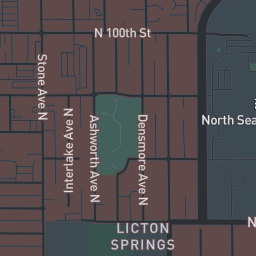 N 100th St
Stone Ave N
Interlake Ave N
Ashworth Ave N
Densmore Ave N
North Sea
LICTON
SPRINGS
N